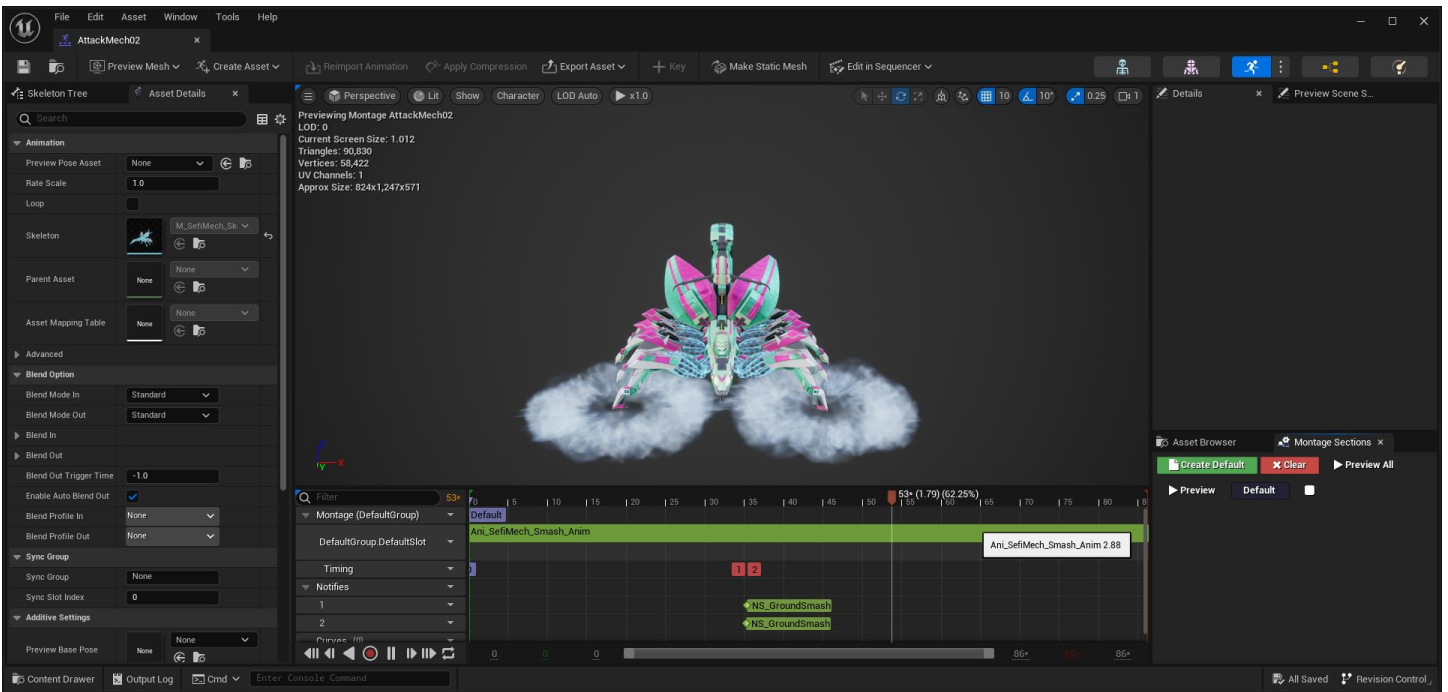 File Edit Asset Window Tools Help
AttackMech02 ×
Preview Mesh Create Asset Reimport Animation Apply Compression Export Asset Key Make Static Mesh Edit in Sequencer
Skeleton Tree Asset Details ×
Search
Animation
Preview Pose Asset None
Rate Scale 1.0
Loop
Skeleton M_SefiMech_Sk
Parent Asset None None
Asset Mapping Table None None
Advanced
Blend Option
Blend Mode In Standard
Blend Mode Out Standard
Blend In
Blend Out
Blend Out Trigger Time -1.0
Enable Auto Blend Out
Blend Profile In None
Blend Profile Out None
Sync Group
Sync Group None
Sync Slot Index 0
Additive Settings
Preview Base Pose None None
Perspective Lit Show Character LOD Auto x1.0 10 10° 0.25 1
Previewing Montage AttackMech02
LOD: 0
Current Screen Size: 1.012
Triangles: 90,830
Vertices: 58,422
UV Channels: 1
Approx Size: 824x1,247x571
X
Y
Filter 53* 0 5 10 15 20 25 30 35 40 45 50 53* (1.79) (62.25%) 55 65 70 75 80
Montage (DefaultGroup) Default
DefaultGroup.DefaultSlot Ani_SefiMech_Smash_Anim
Ani_SefiMech_Smash_Anim 2.88
Timing 1 2
Notifies
1 NS_GroundSmash
2 NS_GroundSmash
Curves (0)
0 0 0 86* 86* 86*
Details × Preview Scene S...
Asset Browser Montage Sections ×
Create Default Clear Preview All
Preview Default
Content Drawer Output Log Cmd Enter Console Command All Saved Revision Control